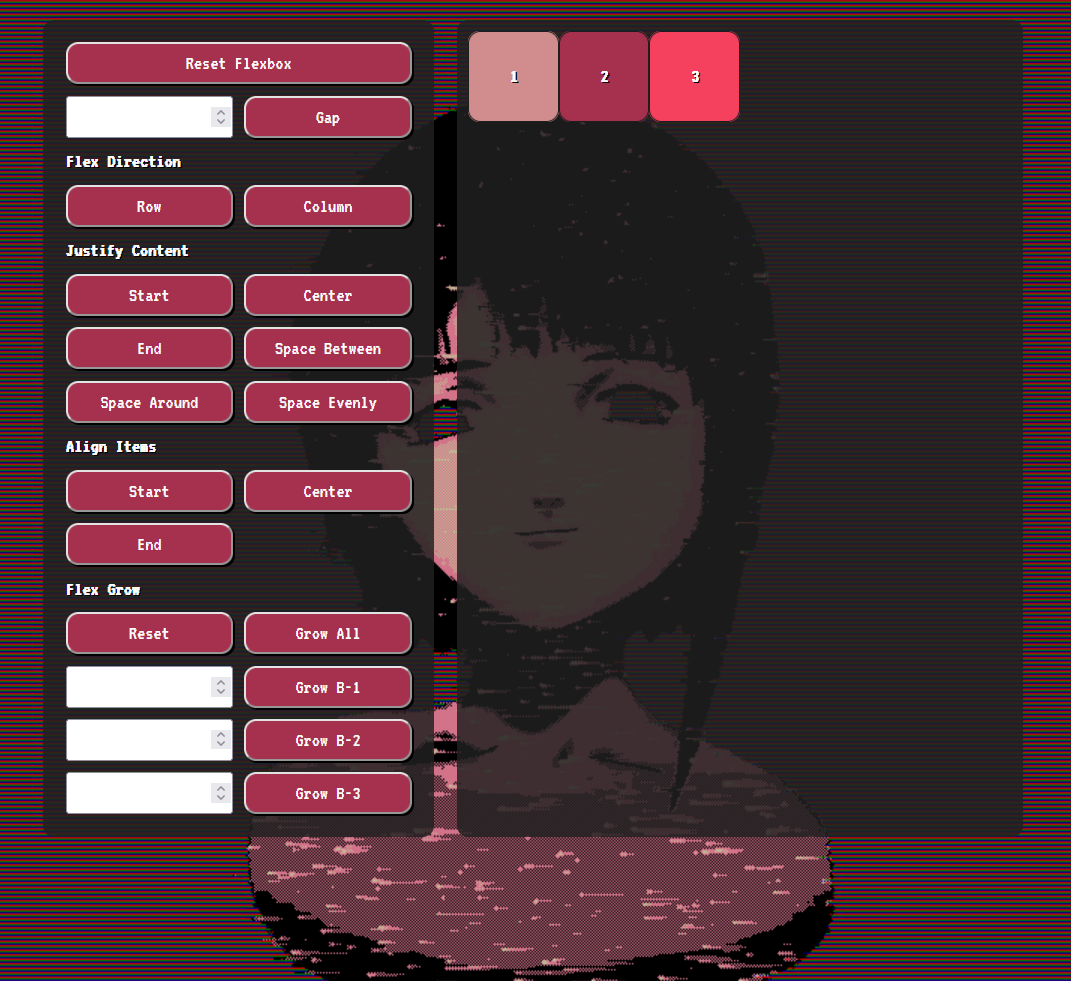 Reset Flexbox
1 2 3
Gap
Flex Direction
Row Column
Justify Content
Start Center
End Space Between
Space Around Space Evenly
Align Items
Start Center
End
Flex Grow
Reset Grow All
Grow B-1
Grow B-2
Grow B-3